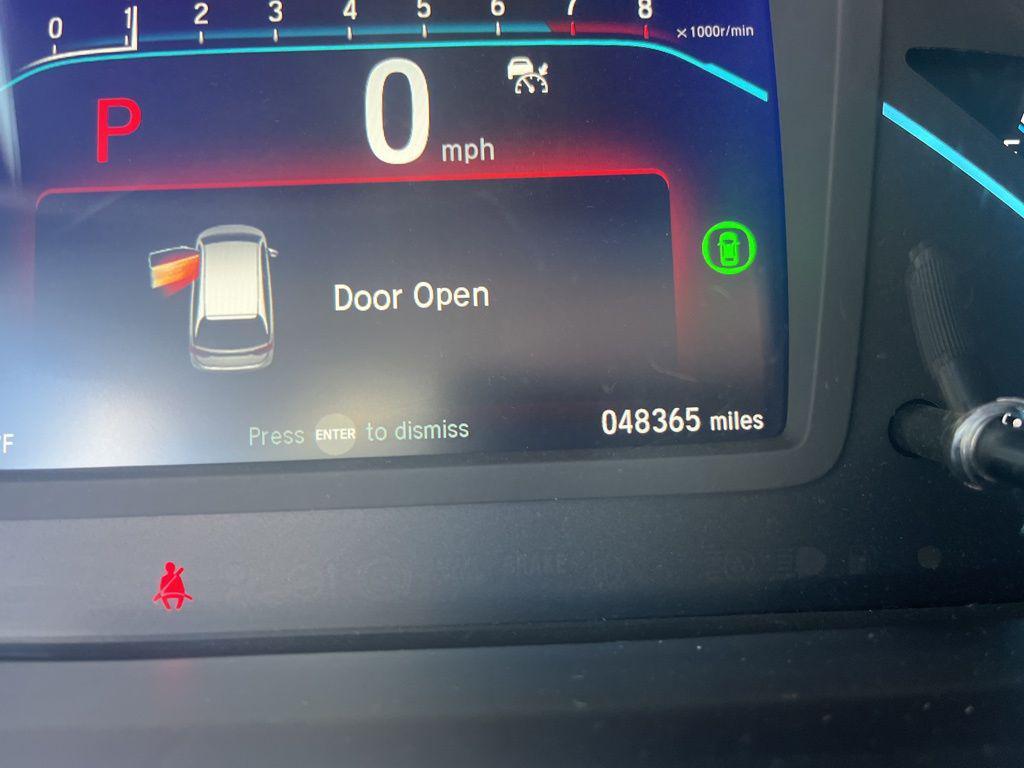 0 1 2 3 4 5 6 7 8
×1000r/min
P
0 mph
Door Open
Press ENTER to dismiss
048365 miles
°F